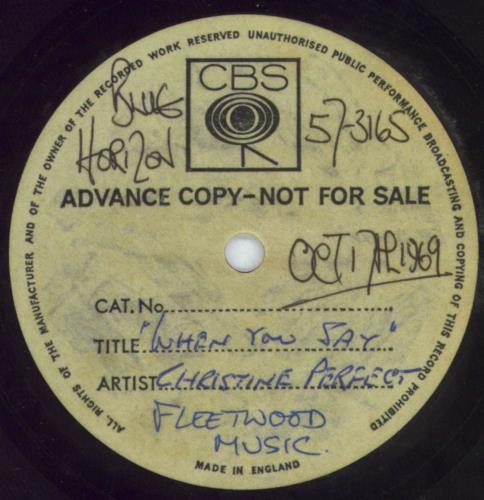 ALL RIGHTS OF THE MANUFACTURER AND OF THE OWNER OF THE RECORDED WORK RESERVED UNAUTHORISED PUBLIC PERFORMANCE BROADCASTING AND COPYING OF THIS RECORD PROHIBITED
CBS
BLUE
HORIZON
57-3165
ADVANCE COPY–NOT FOR SALE
OCT 17TH 1969
CAT. No.
TITLE "WHEN YOU SAY"
ARTIST CHRISTINE PERFECT
FLEETWOOD
MUSIC.
MADE IN ENGLAND